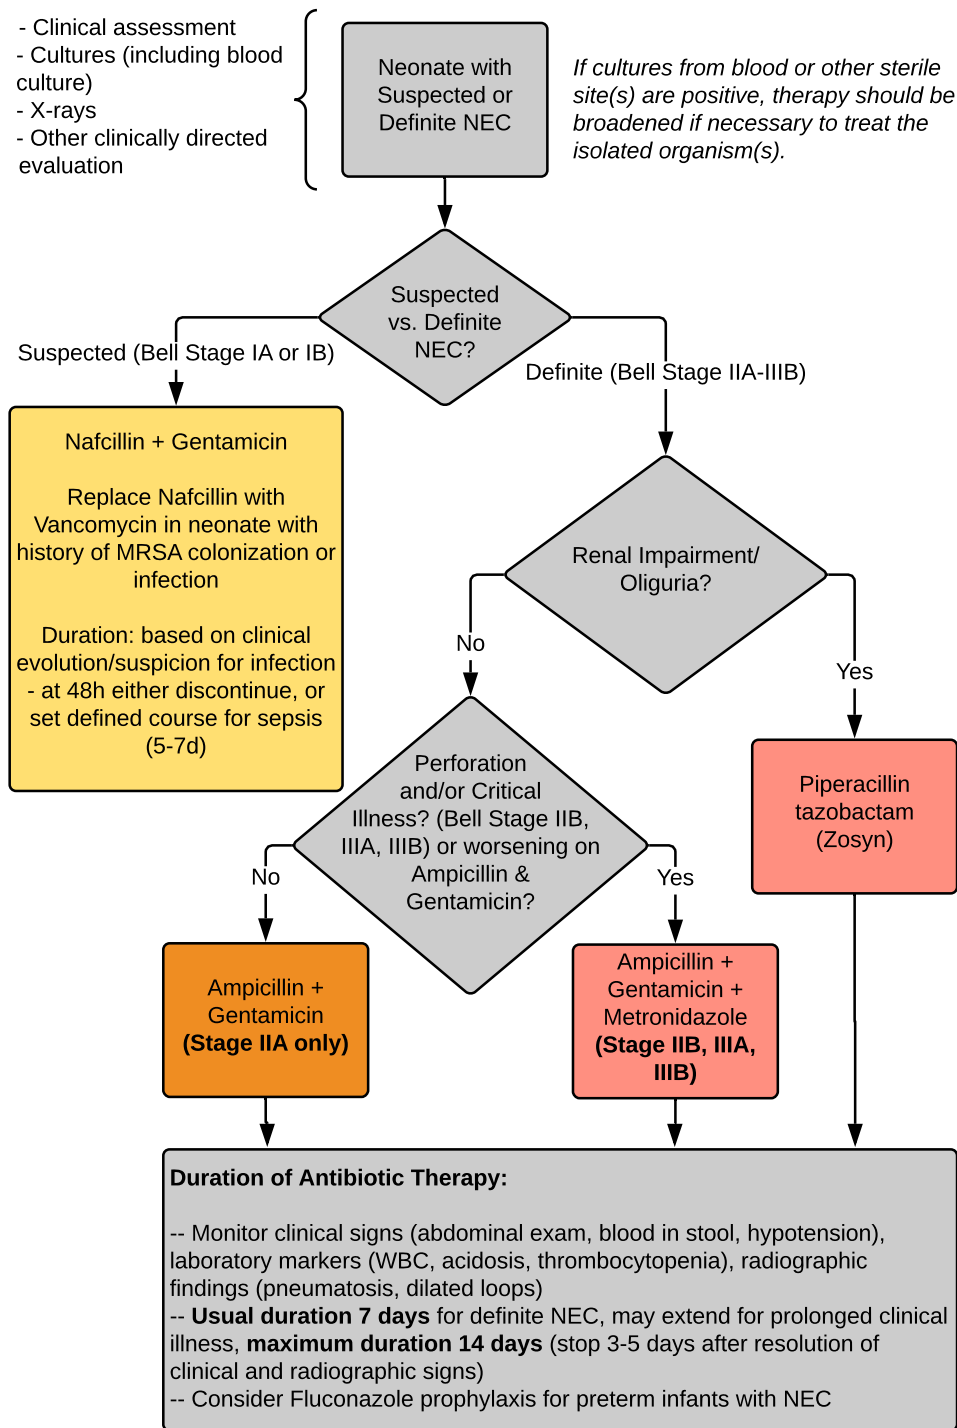 - Clinical assessment
- Cultures (including blood
culture)
- X-rays
- Other clinically directed
evaluation
Neonate with
Suspected or
Definite NEC
If cultures from blood or other sterile
site(s) are positive, therapy should be
broadened if necessary to treat the
isolated organism(s).
Suspected
vs. Definite
NEC?
Suspected (Bell Stage IA or IB)
Definite (Bell Stage IIA-IIIB)
Nafcillin + Gentamicin
Replace Nafcillin with
Vancomycin in neonate with
history of MRSA colonization or
infection
Duration: based on clinical
evolution/suspicion for infection
- at 48h either discontinue, or
set defined course for sepsis
(5-7d)
Renal Impairment/
Oliguria?
No
Yes
Perforation
and/or Critical
Illness? (Bell Stage IIB,
IIIA, IIIB) or worsening on
Ampicillin &
Gentamicin?
Piperacillin
tazobactam
(Zosyn)
No
Yes
Ampicillin +
Gentamicin
(Stage IIA only)
Ampicillin +
Gentamicin +
Metronidazole
(Stage IIB, IIIA,
IIIB)
Duration of Antibiotic Therapy:
-- Monitor clinical signs (abdominal exam, blood in stool, hypotension),
laboratory markers (WBC, acidosis, thrombocytopenia), radiographic
findings (pneumatosis, dilated loops)
-- Usual duration 7 days for definite NEC, may extend for prolonged clinical
illness, maximum duration 14 days (stop 3-5 days after resolution of
clinical and radiographic signs)
-- Consider Fluconazole prophylaxis for preterm infants with NEC